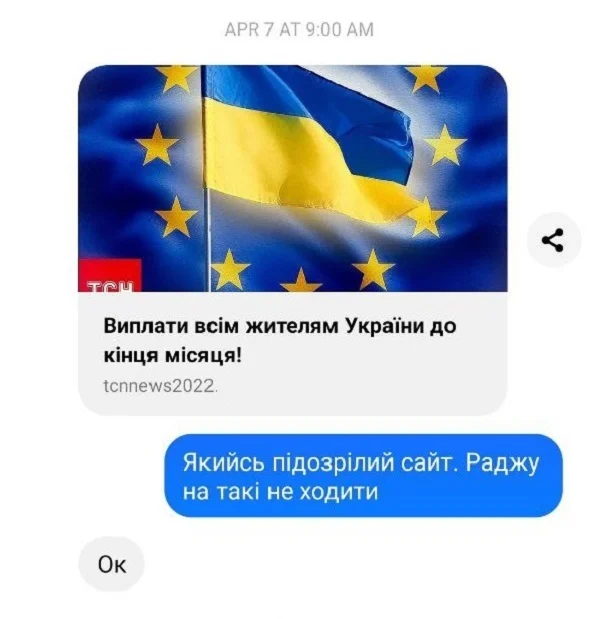 APR 7 AT 9:00 AM
ТСН
Виплати всім жителям України до
кінця місяця!
tcnnews2022.
Якийсь підозрілий сайт. Раджу
на такі не ходити
Ок